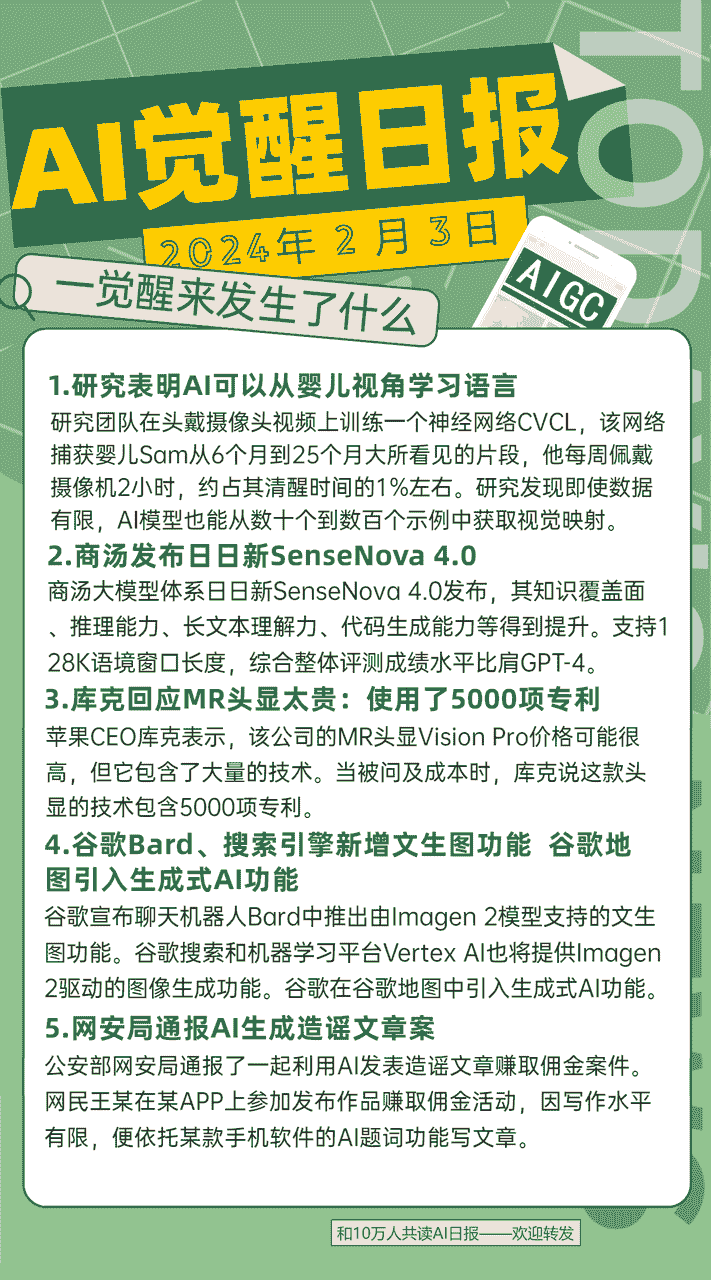 AI觉醒日报
2024年2月3日
一觉醒来发生了什么
AIGC
1.研究表明AI可以从婴儿视角学习语言
研究团队在头戴摄像头视频上训练一个神经网络CVCL，该网络
捕获婴儿Sam从6个月到25个月大所看见的片段，他每周佩戴
摄像机2小时，约占其清醒时间的1%左右。研究发现即使数据
有限，AI模型也能从数十个到数百个示例中获取视觉映射。
2.商汤发布日日新SenseNova 4.0
商汤大模型体系日日新SenseNova 4.0发布，其知识覆盖面
、推理能力、长文本理解力、代码生成能力等得到提升。支持1
28K语境窗口长度，综合整体评测成绩水平比肩GPT-4。
3.库克回应MR头显太贵：使用了5000项专利
苹果CEO库克表示，该公司的MR头显Vision Pro价格可能很
高，但它包含了大量的技术。当被问及成本时，库克说这款头
显的技术包含5000项专利。
4.谷歌Bard、搜索引擎新增文生图功能 谷歌地
图引入生成式AI功能
谷歌宣布聊天机器人Bard中推出由Imagen 2模型支持的文生
图功能。谷歌搜索和机器学习平台Vertex AI也将提供Imagen
2驱动的图像生成功能。谷歌在谷歌地图中引入生成式AI功能。
5.网安局通报AI生成造谣文章案
公安部网安局通报了一起利用AI发表造谣文章赚取佣金案件。
网民王某在某APP上参加发布作品赚取佣金活动，因写作水平
有限，便依托某款手机软件的AI题词功能写文章。
和10万人共读AI日报——欢迎转发